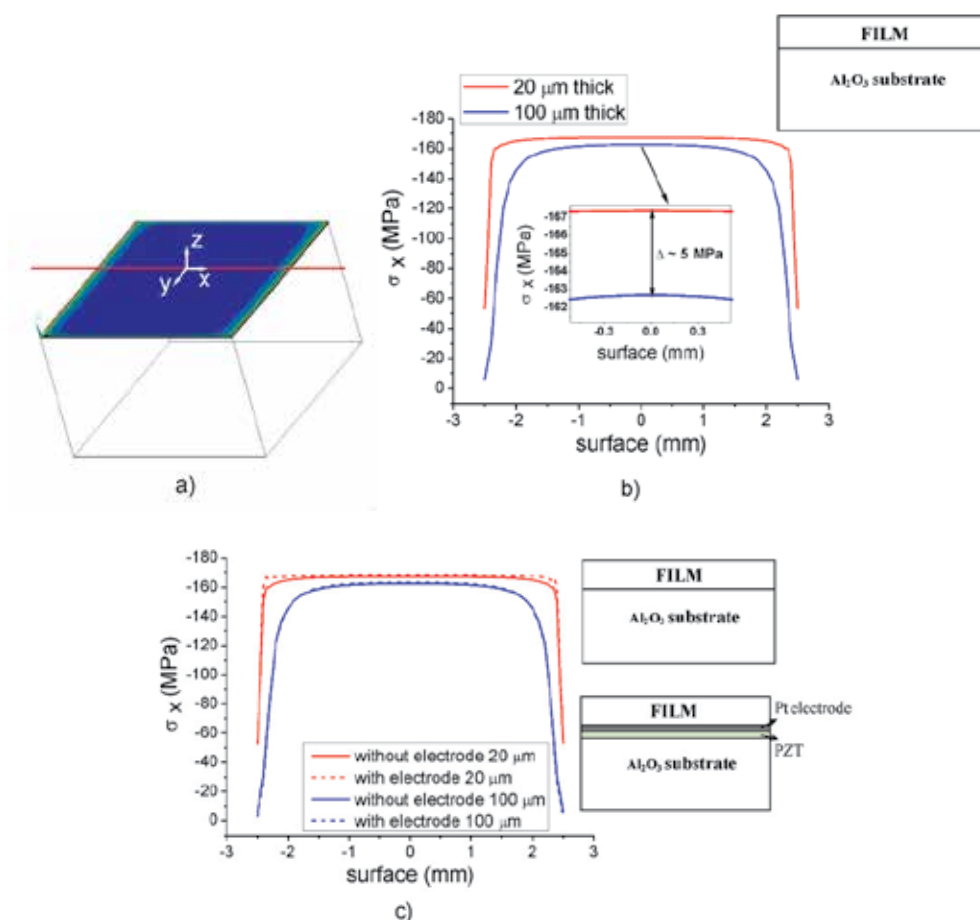 FILM
Al₂O₃ substrate
20 μm thick
100 μm thick
-180
-160
-140
-120
-100
-80
-60
-40
-20
0
σ x (MPa)
-3 -2 -1 0 1 2 3
surface (mm)
-167
-166
-165
-164
-163
-162
σ x (MPa)
Δ ~ 5 MPa
-0.3 0.0 0.3
surface (mm)
z
y x
a)
b)
-180
-160
-140
-120
-100
-80
-60
-40
-20
0
σ x (MPa)
without electrode 20 μm
with electrode 20 μm
without electrode 100 μm
with electrode 100 μm
-3 -2 -1 0 1 2 3
surface (mm)
FILM
Al₂O₃ substrate
FILM
Pt electrode
PZT
Al₂O₃ substrate
c)